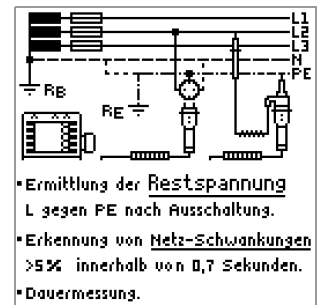 L1
L2
L3
N
PE
RB
RE
▪Ermittlung der Restspannung
L gegen PE nach Ausschaltung.
▪Erkennung von Netz-Schwankungen
>5% innerhalb von 0,7 Sekunden.
▪Dauermessung.